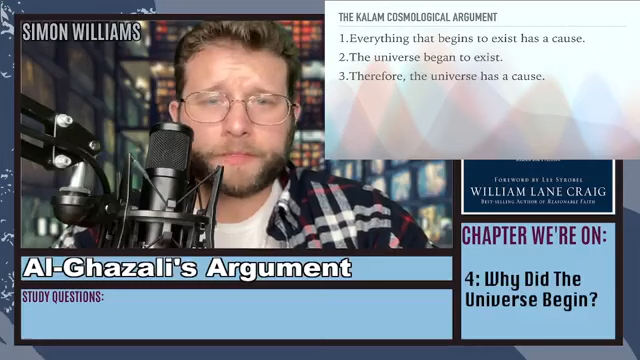 SIMON WILLIAMS
THE KALAM COSMOLOGICAL ARGUMENT
1.Everything that begins to exist has a cause.
2.The universe began to exist.
3.Therefore, the universe has a cause.
FOREWORD BY LEE STROBEL
WILLIAM LANE CRAIG
BEST-SELLING AUTHOR OF REASONABLE FAITH
CHAPTER WE'RE ON:
4: Why Did The
Universe Begin?
Al-Ghazali's Argument
STUDY QUESTIONS: